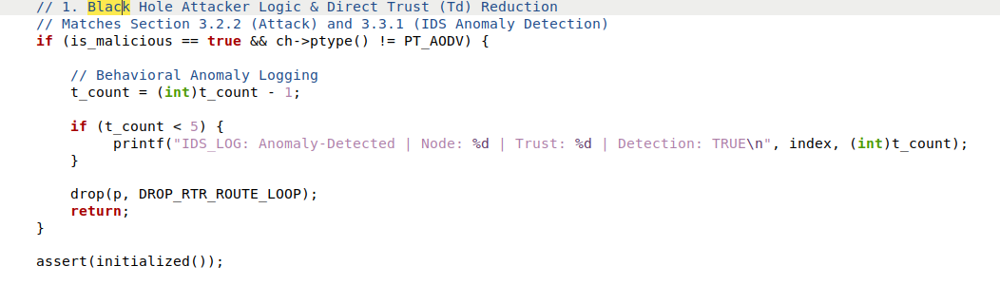 // 1. Black Hole Attacker Logic & Direct Trust (Td) Reduction
// Matches Section 3.2.2 (Attack) and 3.3.1 (IDS Anomaly Detection)
if (is_malicious == true && ch->ptype() != PT_AODV) {
// Behavioral Anomaly Logging
t_count = (int)t_count - 1;
if (t_count < 5) {
printf("IDS_LOG: Anomaly-Detected | Node: %d | Trust: %d | Detection: TRUE\n", index, (int)t_count);
}
drop(p, DROP_RTR_ROUTE_LOOP);
return;
}
assert(initialized());